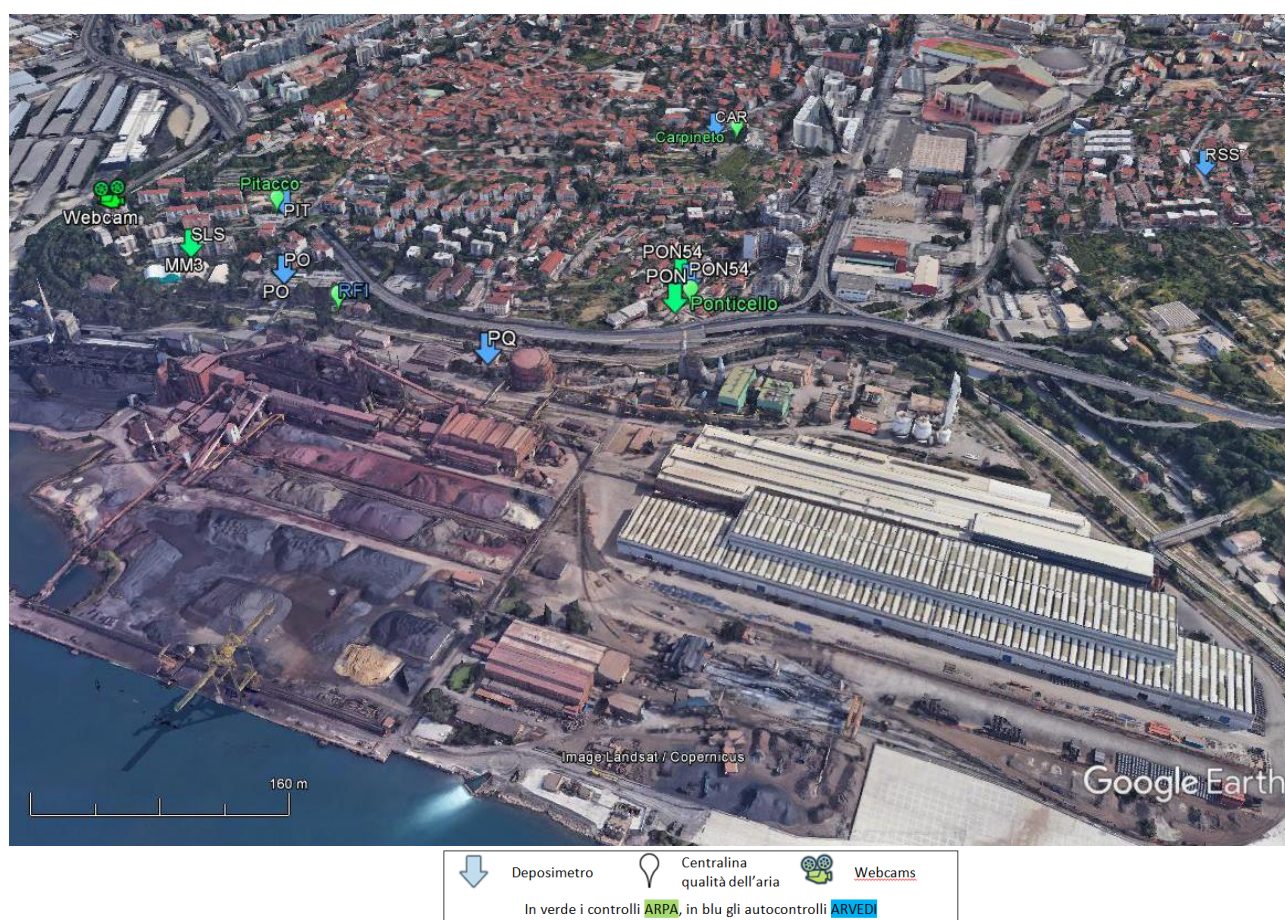 CAR
Carpineto
RSS
Pitacco
PIT
Webcam
SLS
MM3
PO
PO
RFI
PON54
PON54
PON
Ponticello
PQ
Image Landsat / Copernicus
160 m
Google Earth
Deposimetro
Centralina
qualità dell'aria
Webcams
In verde i controlli ARPA, in blu gli autocontrolli ARVEDI